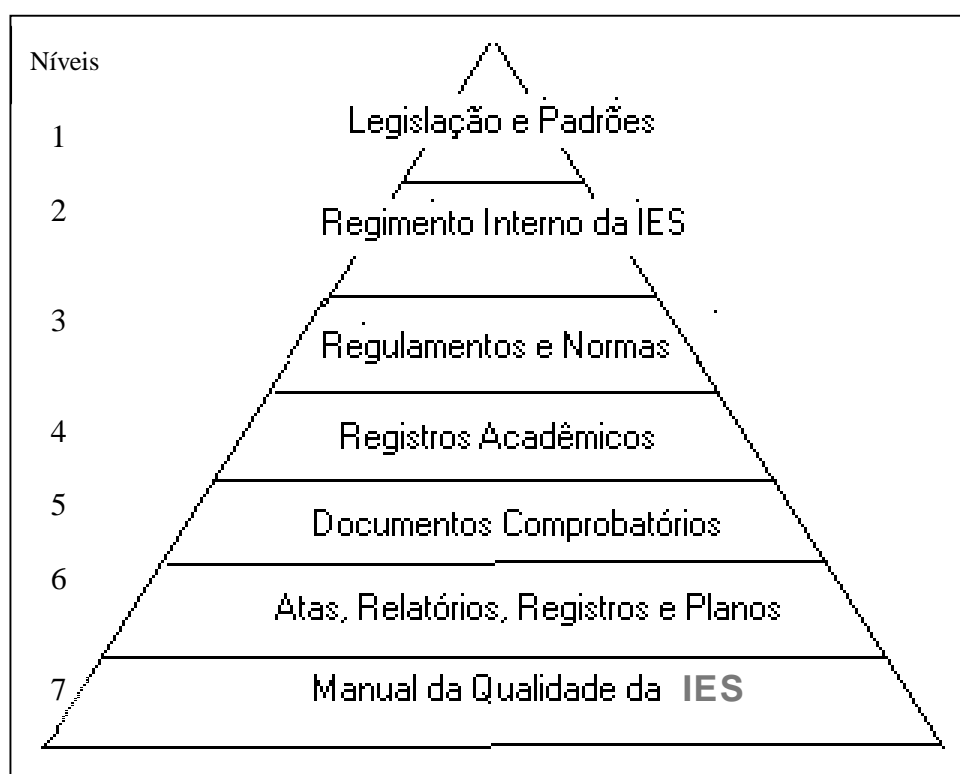 Níveis
1 Legislação e Padrões
2 Regimento Interno da IES
3 Regulamentos e Normas
4 Registros Acadêmicos
5 Documentos Comprobatórios
6 Atas, Relatórios, Registros e Planos
7 Manual da Qualidade da IES